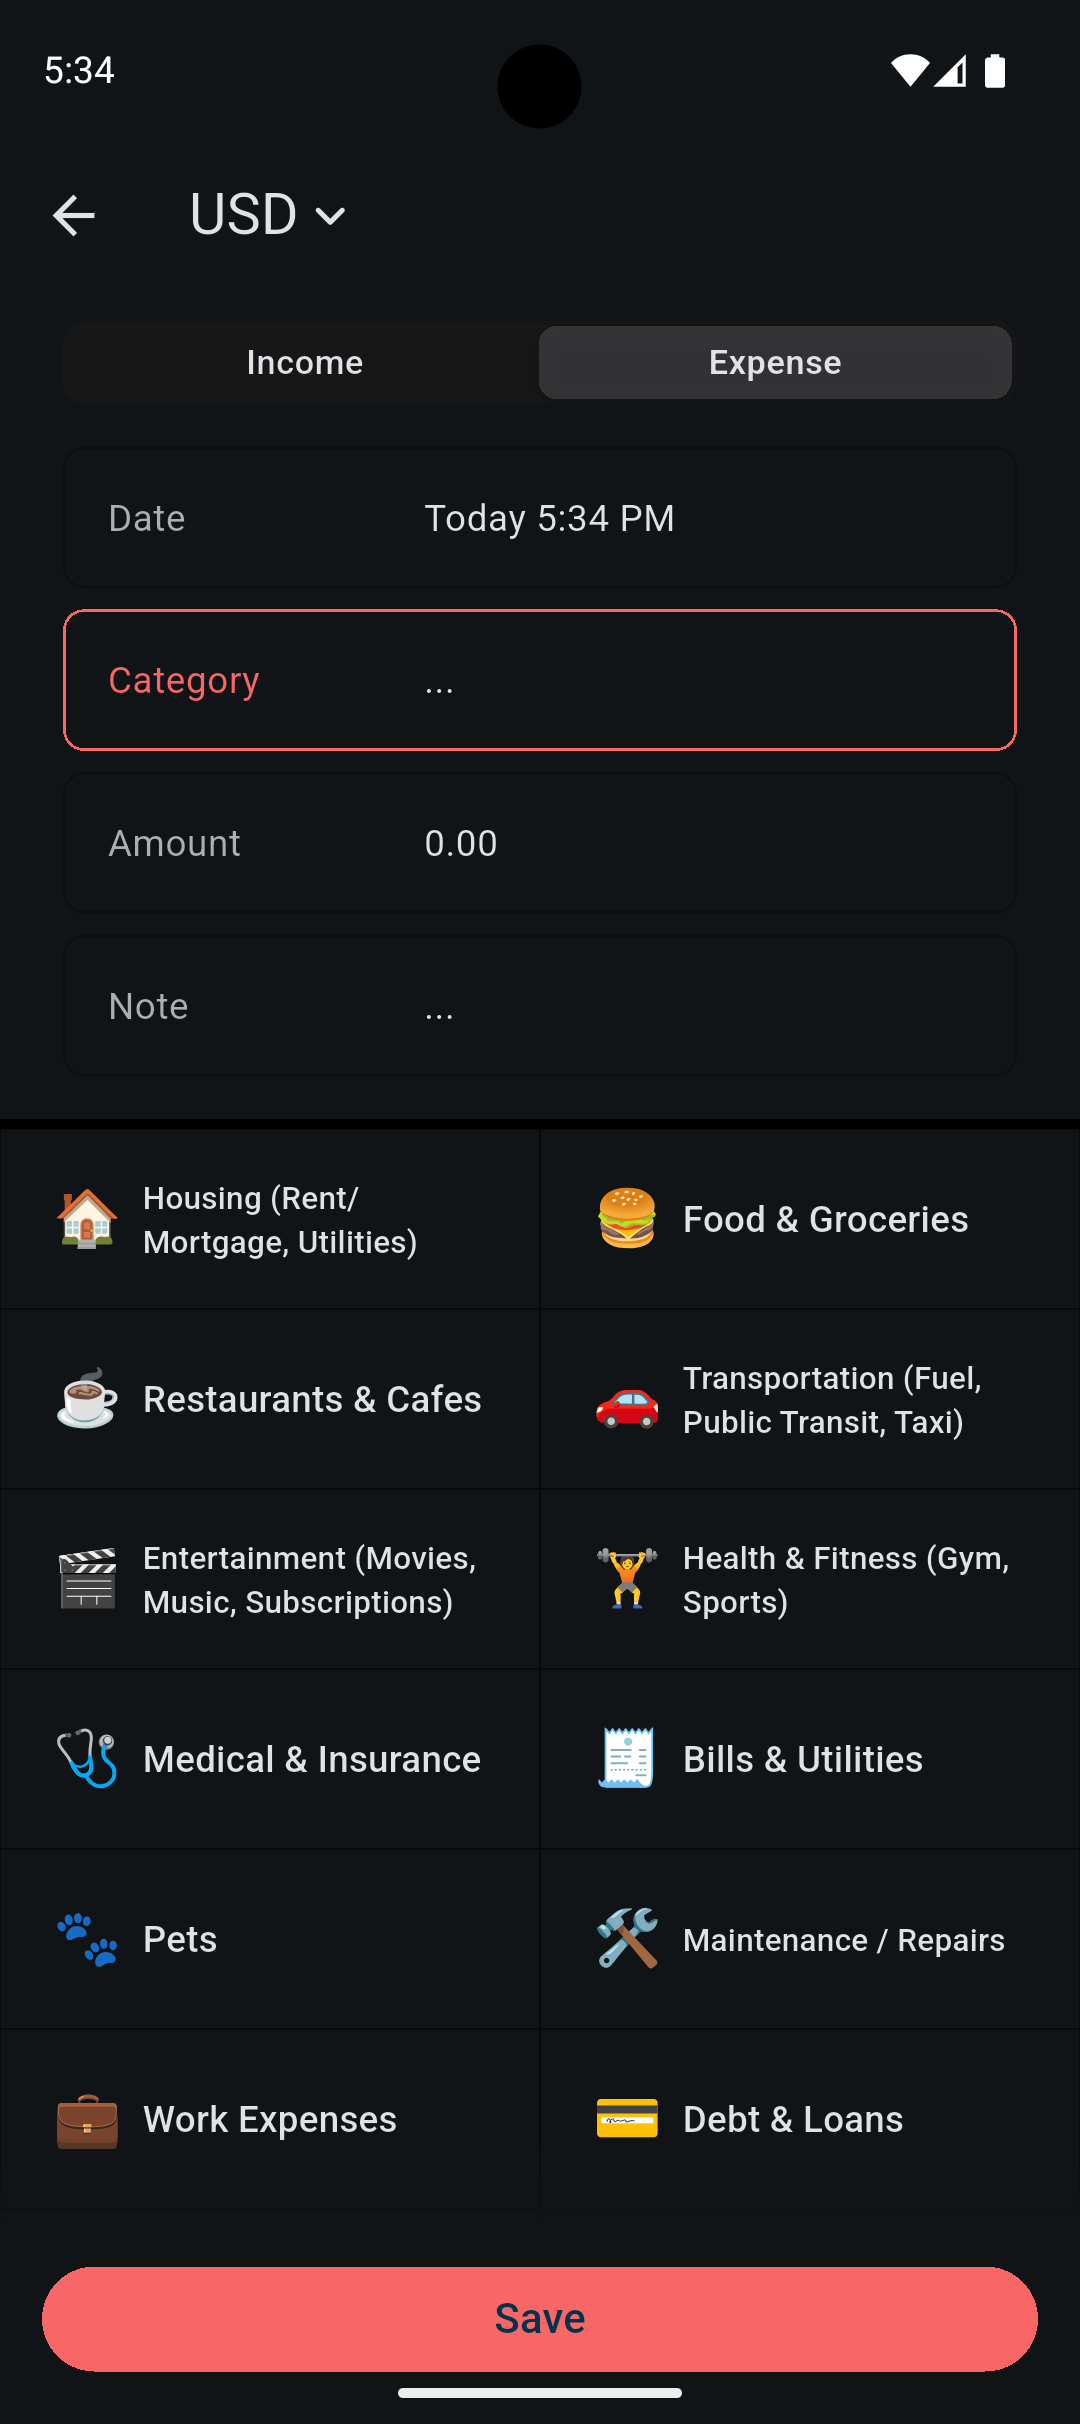 5:34
USD
Income
Expense
Date
Today 5:34 PM
Category
...
Amount
0.00
Note
...
Housing (Rent/
Mortgage, Utilities)
Food & Groceries
Restaurants & Cafes
Transportation (Fuel,
Public Transit, Taxi)
Entertainment (Movies,
Music, Subscriptions)
Health & Fitness (Gym,
Sports)
Medical & Insurance
Bills & Utilities
Pets
Maintenance / Repairs
Work Expenses
Debt & Loans
Save